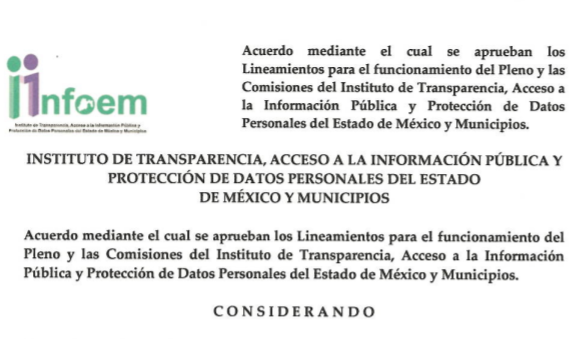 Acuerdo mediante el cual se aprueban los
Lineamientos para el funcionamiento del Pleno y las
Comisiones del Instituto de Transparencia, Acceso a
la Información Pública y Protección de Datos
Personales del Estado de México y Municipios.
infoem
Instituto de Transparencia, Acceso a la Información Pública y
Protección de Datos Personales del Estado de México y Municipios
INSTITUTO DE TRANSPARENCIA, ACCESO A LA INFORMACIÓN PÚBLICA Y
PROTECCIÓN DE DATOS PERSONALES DEL ESTADO
DE MÉXICO Y MUNICIPIOS
Acuerdo mediante el cual se aprueban los Lineamientos para el funcionamiento del
Pleno y las Comisiones del Instituto de Transparencia, Acceso a la Información
Pública y Protección de Datos Personales del Estado de México y Municipios.
CONSIDERANDO